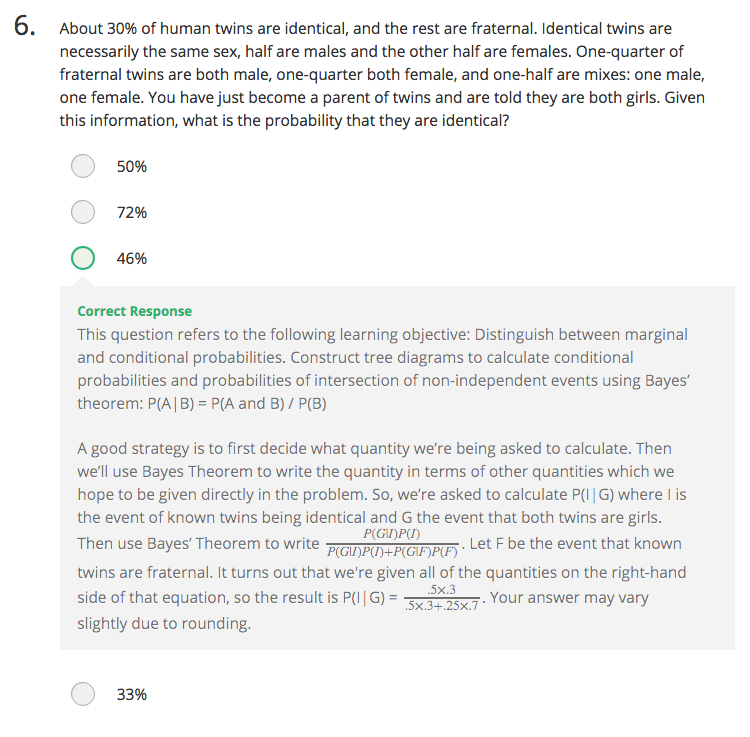 6. About 30% of human twins are identical, and the rest are fraternal. Identical twins are
necessarily the same sex, half are males and the other half are females. One-quarter of
fraternal twins are both male, one-quarter both female, and one-half are mixes: one male,
one female. You have just become a parent of twins and are told they are both girls. Given
this information, what is the probability that they are identical?
50%
72%
46%
Correct Response
This question refers to the following learning objective: Distinguish between marginal
and conditional probabilities. Construct tree diagrams to calculate conditional
probabilities and probabilities of intersection of non-independent events using Bayes’
theorem: P(A|B) = P(A and B) / P(B)
A good strategy is to first decide what quantity we’re being asked to calculate. Then
we’ll use Bayes Theorem to write the quantity in terms of other quantities which we
hope to be given directly in the problem. So, we’re asked to calculate P(I|G) where I is
the event of known twins being identical and G the event that both twins are girls.
Then use Bayes’ Theorem to write P(G|I)P(I) / P(G|I)P(I)+P(G|F)P(F) . Let F be the event that known
twins are fraternal. It turns out that we're given all of the quantities on the right-hand
side of that equation, so the result is P(I|G) = .5×.3 / .5×.3+.25×.7 . Your answer may vary
slightly due to rounding.
33%